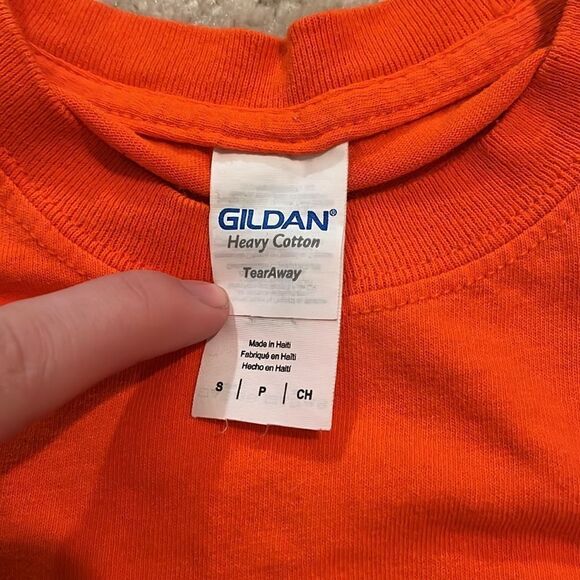 GILDAN®
Heavy Cotton
TearAway
Made in Haiti
Fabriqué en Haïti
Hecho en Haití
S | P | CH